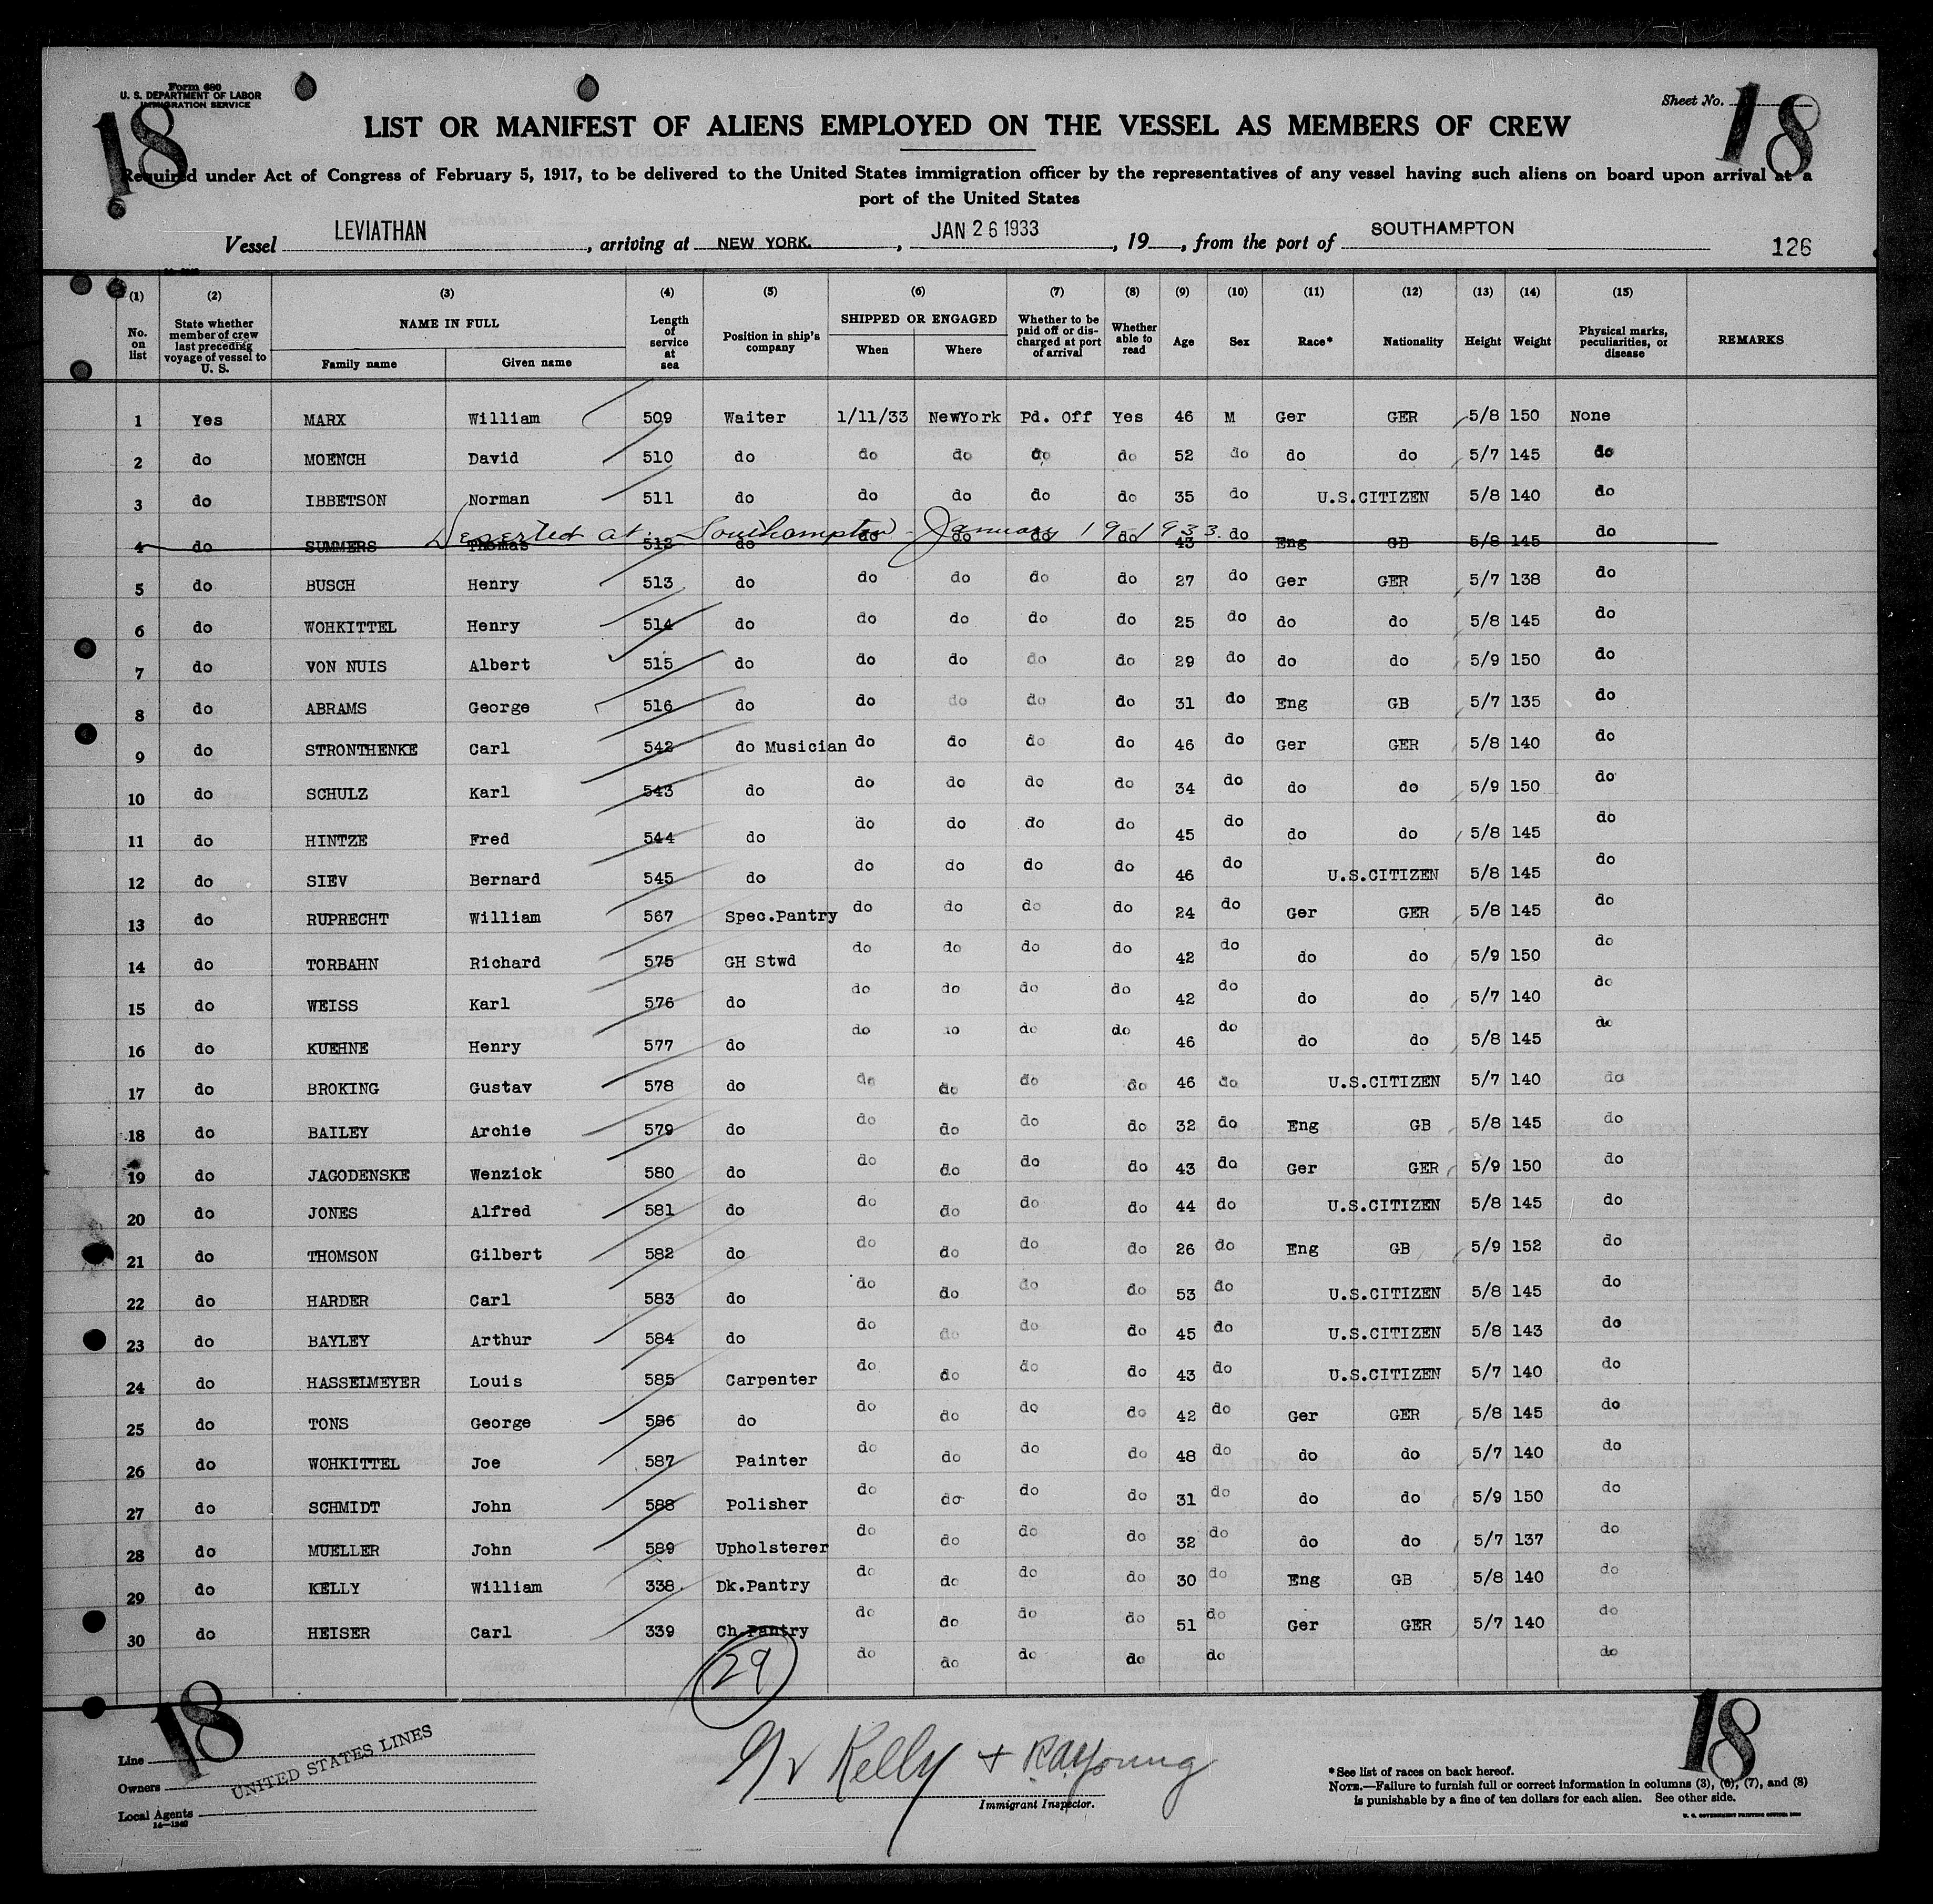 Form 680
U. S. DEPARTMENT OF LABOR
IMMIGRATION SERVICE
18
Sheet No. 18
LIST OR MANIFEST OF ALIENS EMPLOYED ON THE VESSEL AS MEMBERS OF CREW
Required under Act of Congress of February 5, 1917, to be delivered to the United States immigration officer by the representatives of any vessel having such aliens on board upon arrival at a
port of the United States
Vessel LEVIATHAN, arriving at NEW YORK, JAN 26 1933, 19, from the port of SOUTHAMPTON
126
(1) (2) (3) (4) (5) (6) (7) (8) (9) (10) (11) (12) (13) (14) (15)
No. on list State whether member of crew last preceding voyage of vessel to U. S. NAME IN FULL Family name Given name Length of service at sea Position in ship's company SHIPPED OR ENGAGED When Where Whether to be paid off or discharged at port of arrival Whether able to read Age Sex Race* Nationality Height Weight Physical marks, peculiarities, or disease REMARKS
1 Yes MARX William 509 Waiter 1/11/33 NewYork Pd. Off Yes 46 M Ger GER 5/8 150 None
2 do MOENCH David 510 do do do do do 52 do do do 5/7 145 do
3 do IBBETSON Norman 511 do do do do do 35 do U.S.CITIZEN 5/8 140 do
Deserted at Southampton - January 19-1933.
4 do SUMMERS Thomas 512 do do do do do 43 do Eng GB 5/8 145 do
5 do BUSCH Henry 513 do do do do do 27 do Ger GER 5/7 138 do
6 do WOHKITTEL Henry 514 do do do do do 25 do do do 5/8 145 do
7 do VON NUIS Albert 515 do do do do do 29 do do do 5/9 150 do
8 do ABRAMS George 516 do do do do do 31 do Eng GB 5/7 135 do
9 do STRONTHENKE Carl 542 do Musician do do do do 46 do Ger GER 5/8 140 do
10 do SCHULZ Karl 543 do do do do do 34 do do do 5/9 150 do
11 do HINTZE Fred 544 do do do do do 45 do do do 5/8 145 do
12 do SIEV Bernard 545 do do do do do 46 do U.S.CITIZEN 5/8 145 do
13 do RUPRECHT William 567 Spec.Pantry do do do do 24 do Ger GER 5/8 145 do
14 do TORBAHN Richard 575 GH Stwd do do do do 42 do do do 5/9 150 do
15 do WEISS Karl 576 do do do do do 42 do do do 5/7 140 do
16 do KUEHNE Henry 577 do do do do do 46 do do do 5/8 145 do
17 do BROKING Gustav 578 do do do do do 46 do U.S.CITIZEN 5/7 140 do
18 do BAILEY Archie 579 do do do do do 32 do Eng GB 5/8 145 do
19 do JAGODENSKE Wenzick 580 do do do do do 43 do Ger GER 5/9 150 do
20 do JONES Alfred 581 do do do do do 44 do U.S.CITIZEN 5/8 145 do
21 do THOMSON Gilbert 582 do do do do do 26 do Eng GB 5/9 152 do
22 do HARDER Carl 583 do do do do do 53 do U.S.CITIZEN 5/8 145 do
23 do BAYLEY Arthur 584 do do do do do 45 do U.S.CITIZEN 5/8 143 do
24 do HASSELMEYER Louis 585 Carpenter do do do do 43 do U.S.CITIZEN 5/7 140 do
25 do TONS George 586 do do do do do 42 do Ger GER 5/8 145 do
26 do WOHKITTEL Joe 587 Painter do do do do 48 do do do 5/7 140 do
27 do SCHMIDT John 588 Polisher do do do do 31 do do do 5/9 150 do
28 do MUELLER John 589 Upholsterer do do do do 32 do do do 5/7 137 do
29 do KELLY William 338 Dk.Pantry do do do do 30 do Eng GB 5/8 140 do
30 do HEISER Carl 339 Ch.Pantry do do do do 51 do Ger GER 5/7 140 do
do do do do do do
29
18
18
Line
Owners UNITED STATES LINES
Local Agents
14—1240
Kelly + RAYoung
Immigrant Inspector.
*See list of races on back hereof.
NOTE.—Failure to furnish full or correct information in columns (3), (6), (7), and (8)
is punishable by a fine of ten dollars for each alien. See other side.